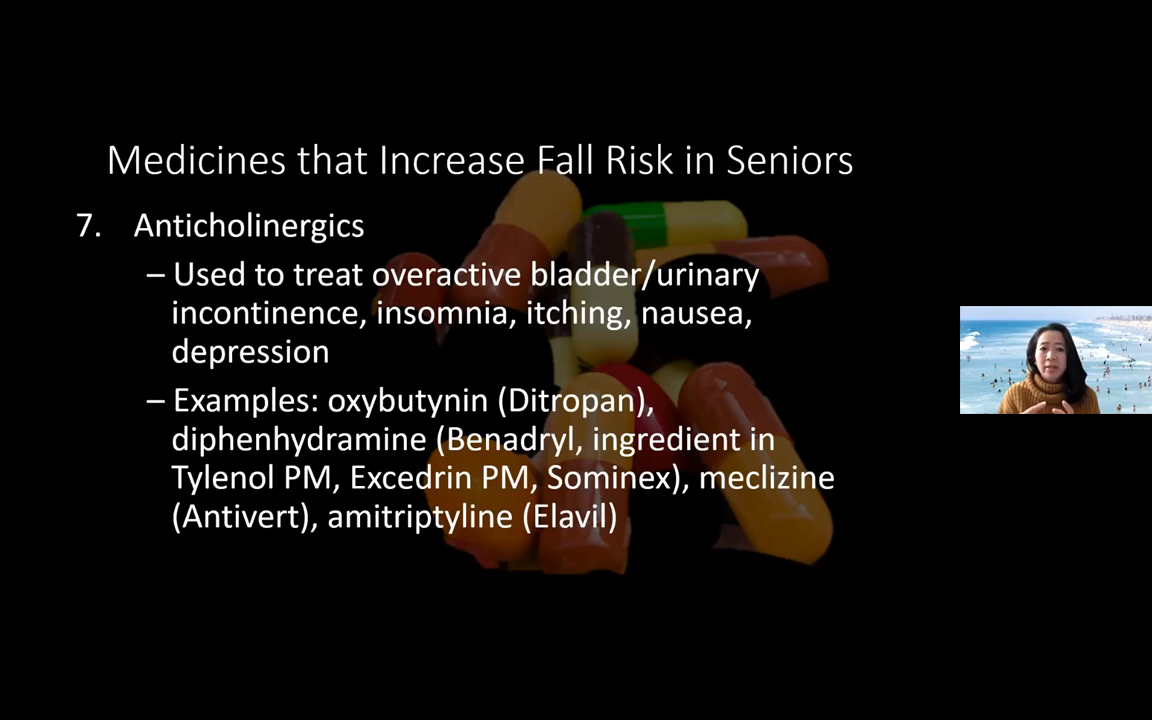 Medicines that Increase Fall Risk in Seniors
7. Anticholinergics
– Used to treat overactive bladder/urinary
incontinence, insomnia, itching, nausea,
depression
– Examples: oxybutynin (Ditropan),
diphenhydramine (Benadryl, ingredient in
Tylenol PM, Excedrin PM, Sominex), meclizine
(Antivert), amitriptyline (Elavil)